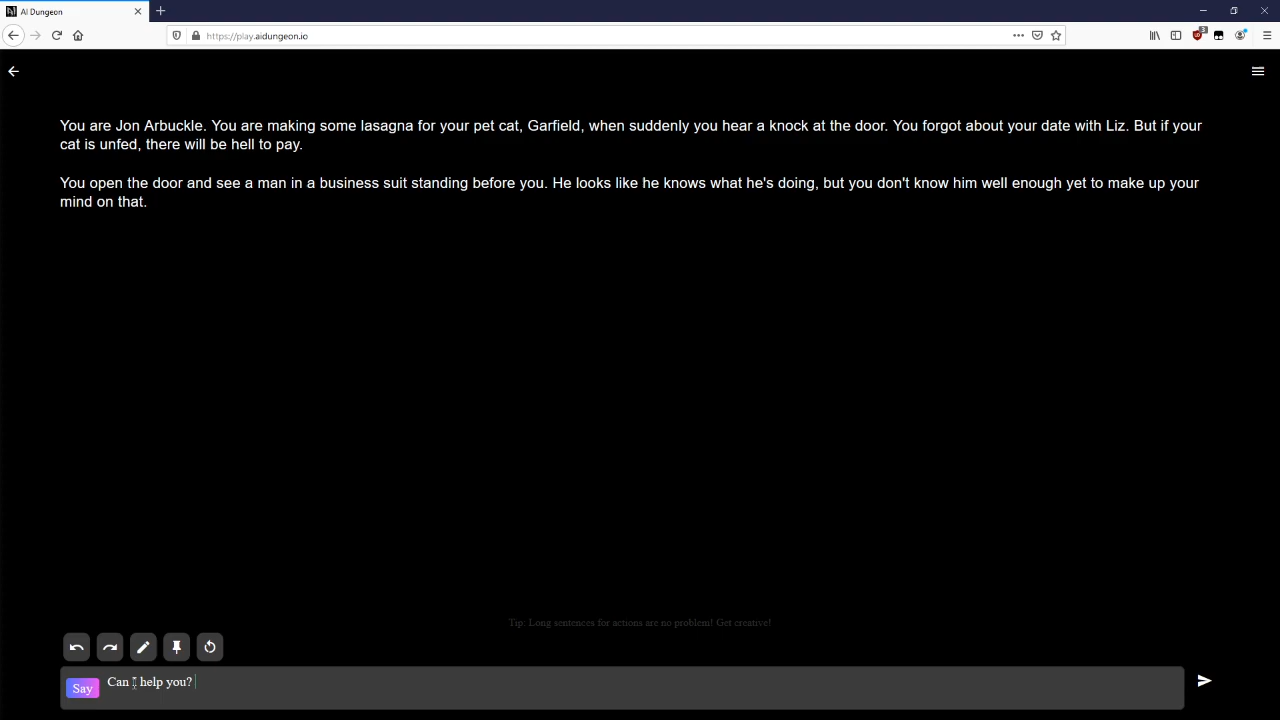 AI Dungeon
https://play.aidungeon.io
You are Jon Arbuckle. You are making some lasagna for your pet cat, Garfield, when suddenly you hear a knock at the door. You forgot about your date with Liz. But if your
cat is unfed, there will be hell to pay.
You open the door and see a man in a business suit standing before you. He looks like he knows what he's doing, but you don't know him well enough yet to make up your
mind on that.
Tip: Long sentences for actions are no problem! Get creative!
Say Can I help you?